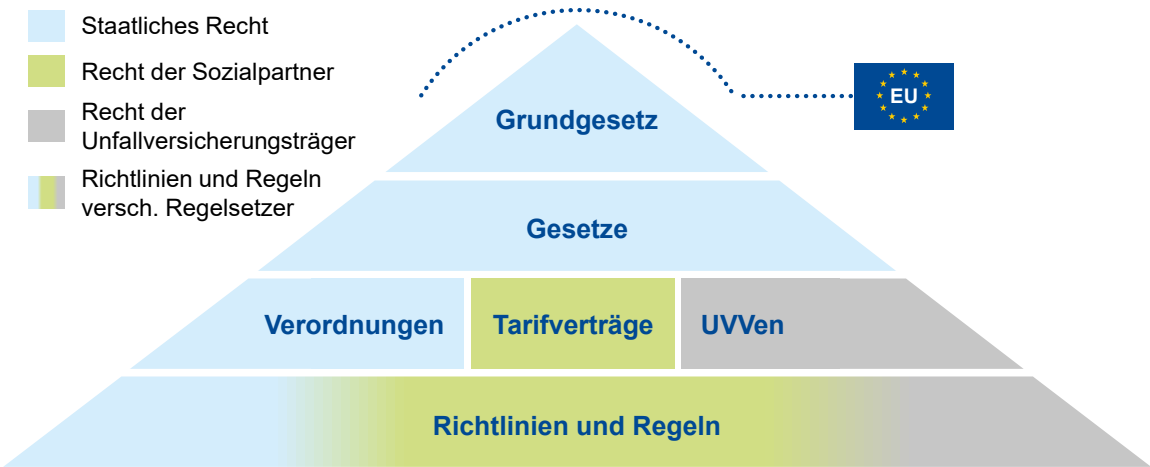 Staatliches Recht
Recht der Sozialpartner
Recht der
Unfallversicherungsträger
Richtlinien und Regeln
versch. Regelsetzer
EU
Grundgesetz
Gesetze
Verordnungen
Tarifverträge
UVVen
Richtlinien und Regeln